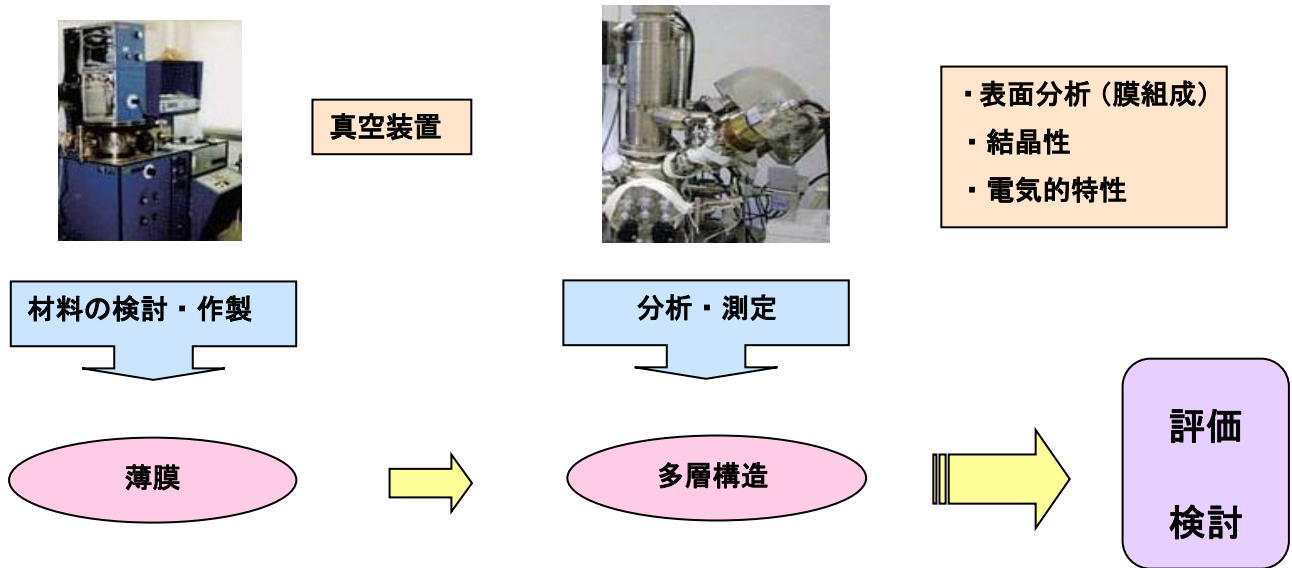 真空装置
・表面分析（膜組成）
・結晶性
・電気的特性
材料の検討・作製
分析・測定
薄膜
多層構造
評価
検討